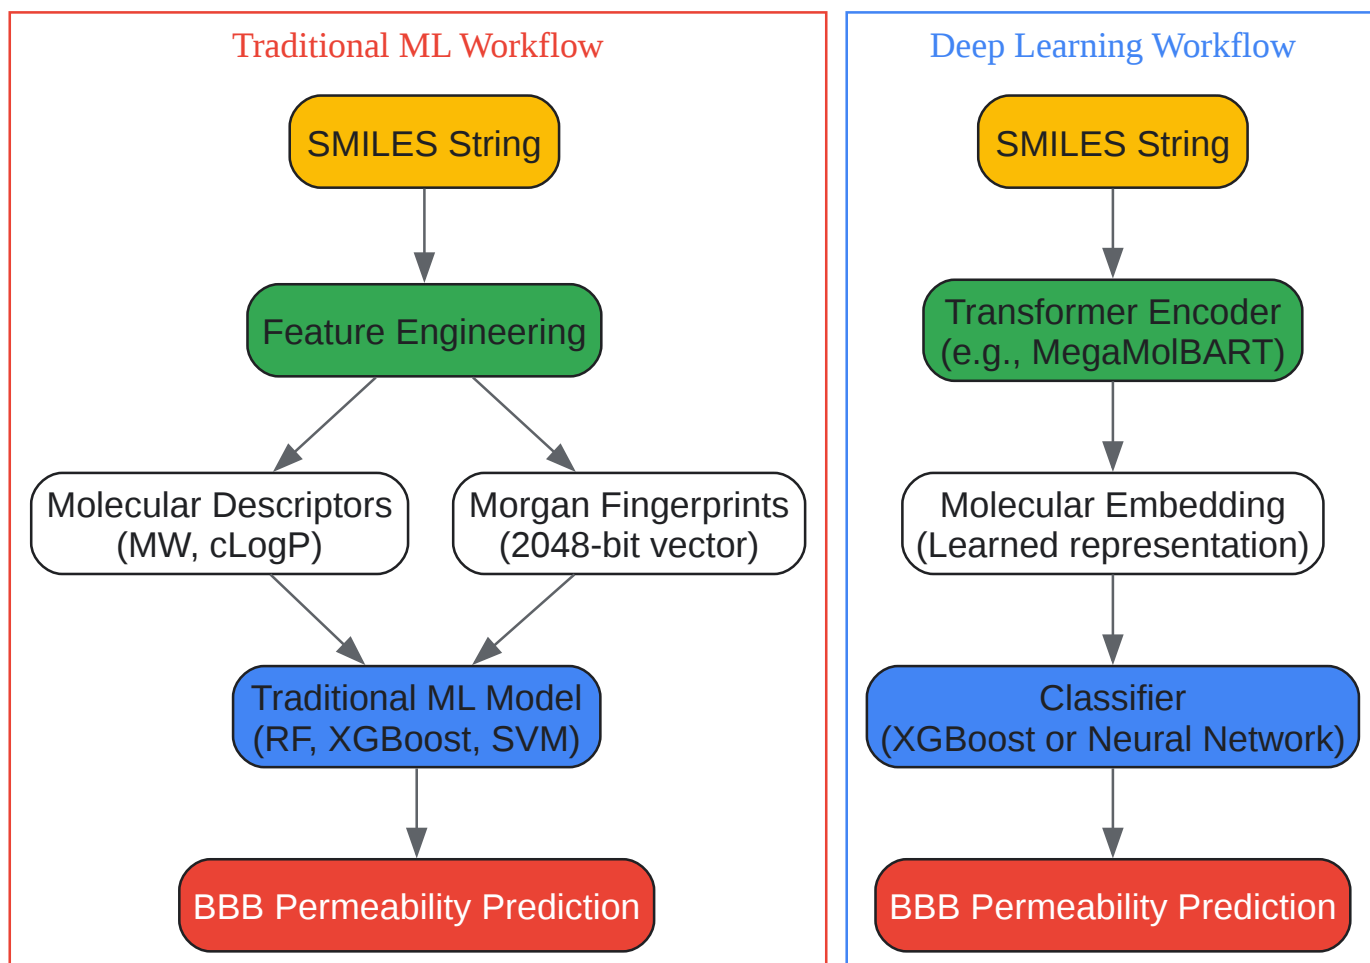 Traditional ML Workflow
SMILES String
Feature Engineering
Molecular Descriptors
(MW, cLogP)
Morgan Fingerprints
(2048-bit vector)
Traditional ML Model
(RF, XGBoost, SVM)
BBB Permeability Prediction
Deep Learning Workflow
SMILES String
Transformer Encoder
(e.g., MegaMolBART)
Molecular Embedding
(Learned representation)
Classifier
(XGBoost or Neural Network)
BBB Permeability Prediction